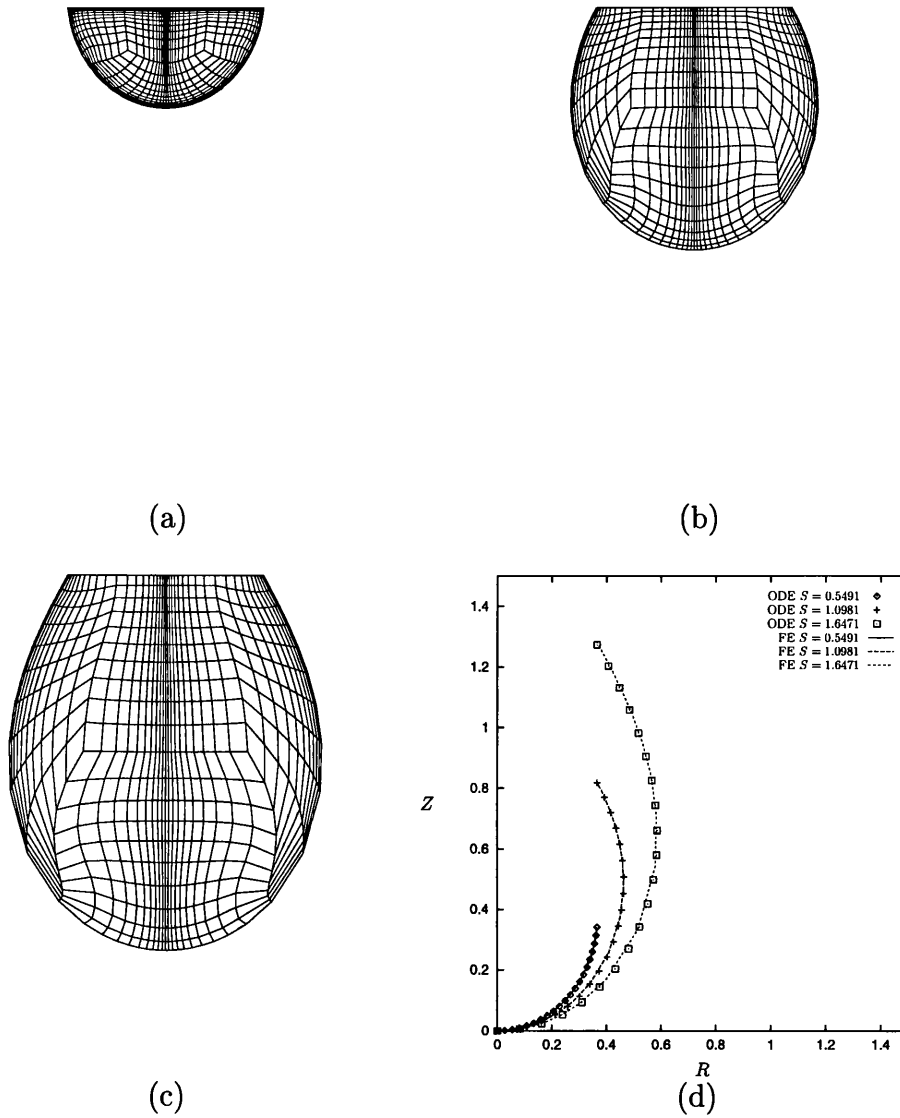 (a)
(b)
(c)
1.4
1.2
1
0.8
0.6
0.4
0.2
0
Z
ODE S = 0.5491
ODE S = 1.0981
ODE S = 1.6471
FE S = 0.5491
FE S = 1.0981
FE S = 1.6471
0 0.2 0.4 0.6 0.8 1 1.2 1.4
R
(d)